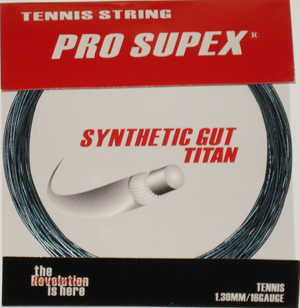 TENNIS STRING
PRO SUPEX®
SYNTHETIC GUT
TITAN
the
Revolution
is here
TENNIS
1.30MM/16GAUGE